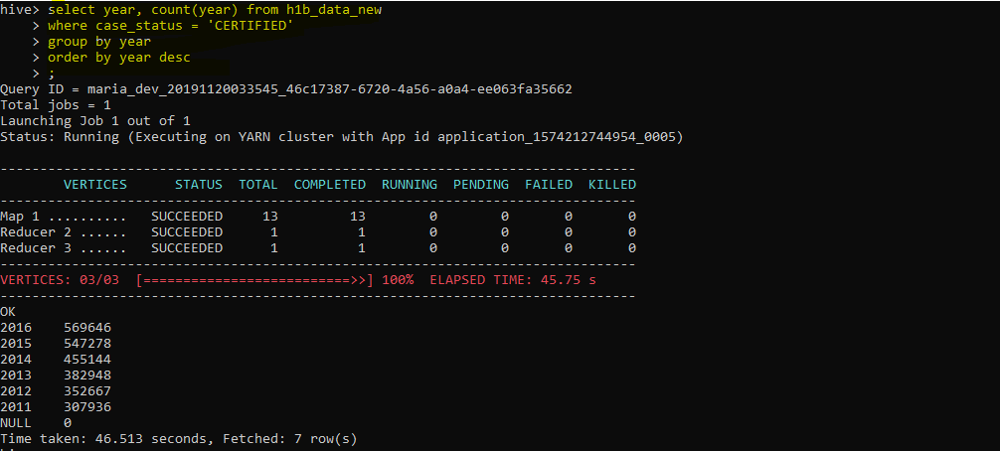 hive> select year, count(year) from h1b_data_new
    > where case_status = 'CERTIFIED'
    > group by year
    > order by year desc
    > ;
Query ID = maria_dev_20191120033545_46c17387-6720-4a56-a0a4-ee063fa35662
Total jobs = 1
Launching Job 1 out of 1
Status: Running (Executing on YARN cluster with App id application_1574212744954_0005)
--------------------------------------------------------------------------------
        VERTICES      STATUS  TOTAL  COMPLETED  RUNNING  PENDING  FAILED  KILLED
--------------------------------------------------------------------------------
Map 1 ..........   SUCCEEDED     13         13        0        0       0       0
Reducer 2 ......   SUCCEEDED      1          1        0        0       0       0
Reducer 3 ......   SUCCEEDED      1          1        0        0       0       0
--------------------------------------------------------------------------------
VERTICES: 03/03  [==========================>>] 100%  ELAPSED TIME: 45.75 s
--------------------------------------------------------------------------------
OK
2016    569646
2015    547278
2014    455144
2013    382948
2012    352667
2011    307936
NULL    0
Time taken: 46.513 seconds, Fetched: 7 row(s)